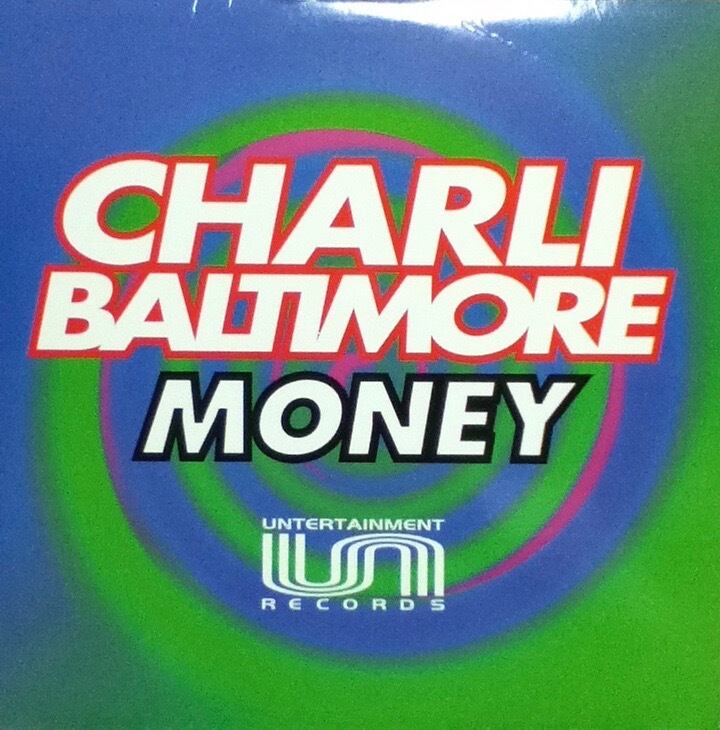 CHARLI
BALTIMORE
MONEY
UNTERTAINMENT
UN
RECORDS